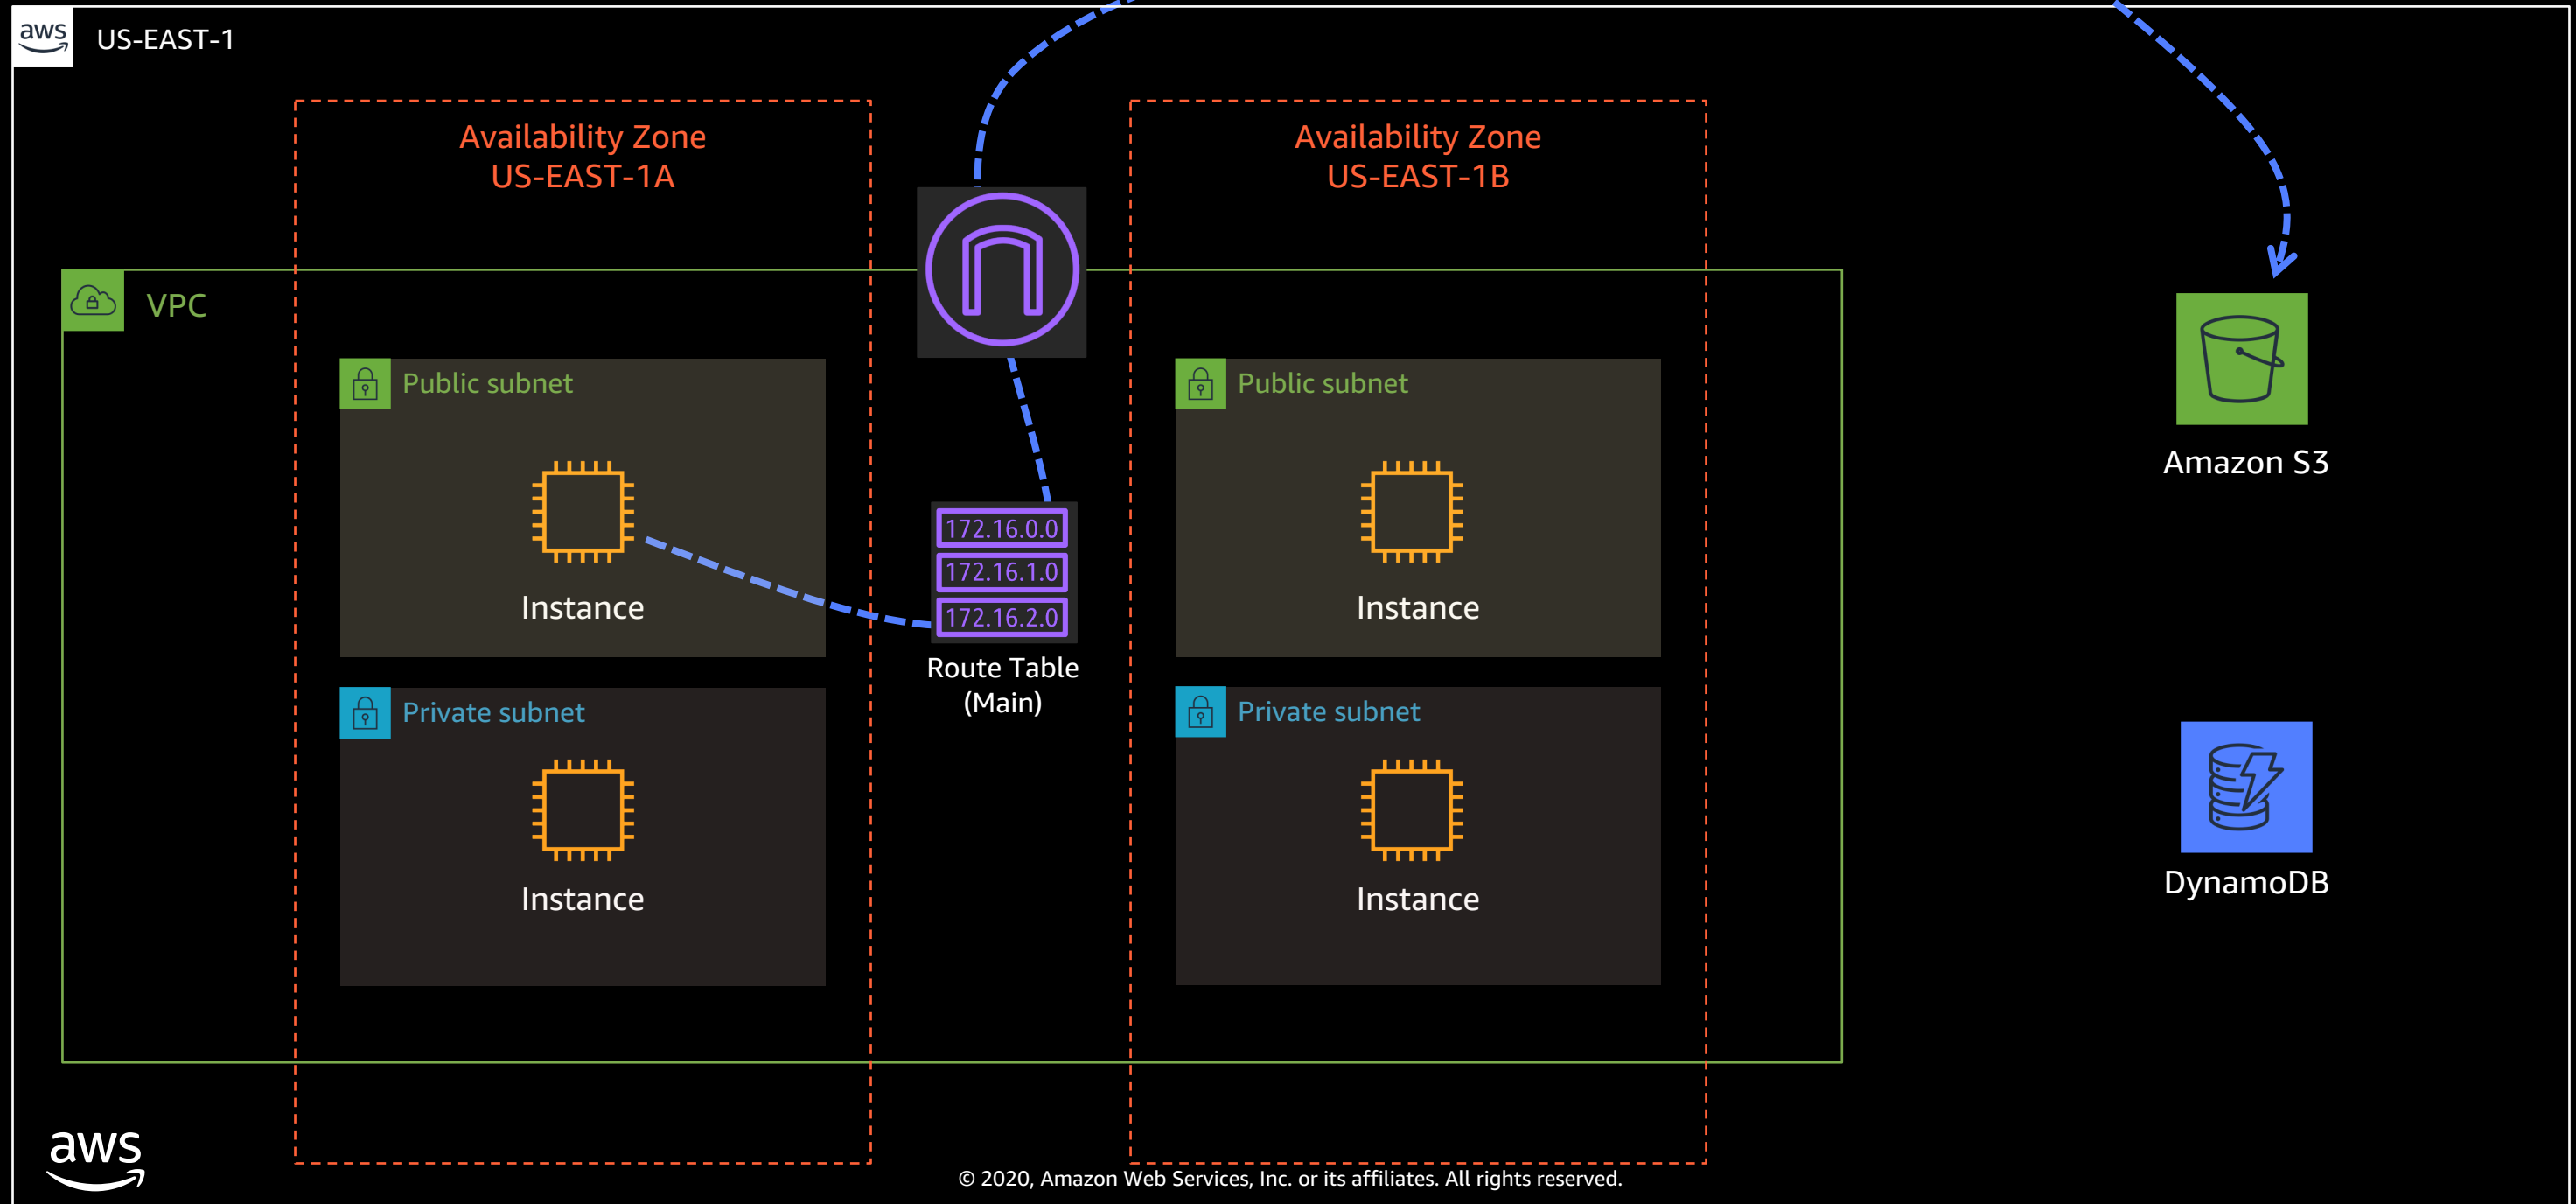 aws
US-EAST-1
Availability Zone
US-EAST-1A
Availability Zone
US-EAST-1B
VPC
Public subnet
Instance
Private subnet
Instance
172.16.0.0
172.16.1.0
172.16.2.0
Route Table
(Main)
Public subnet
Instance
Private subnet
Instance
Amazon S3
DynamoDB
aws
© 2020, Amazon Web Services, Inc. or its affiliates. All rights reserved.